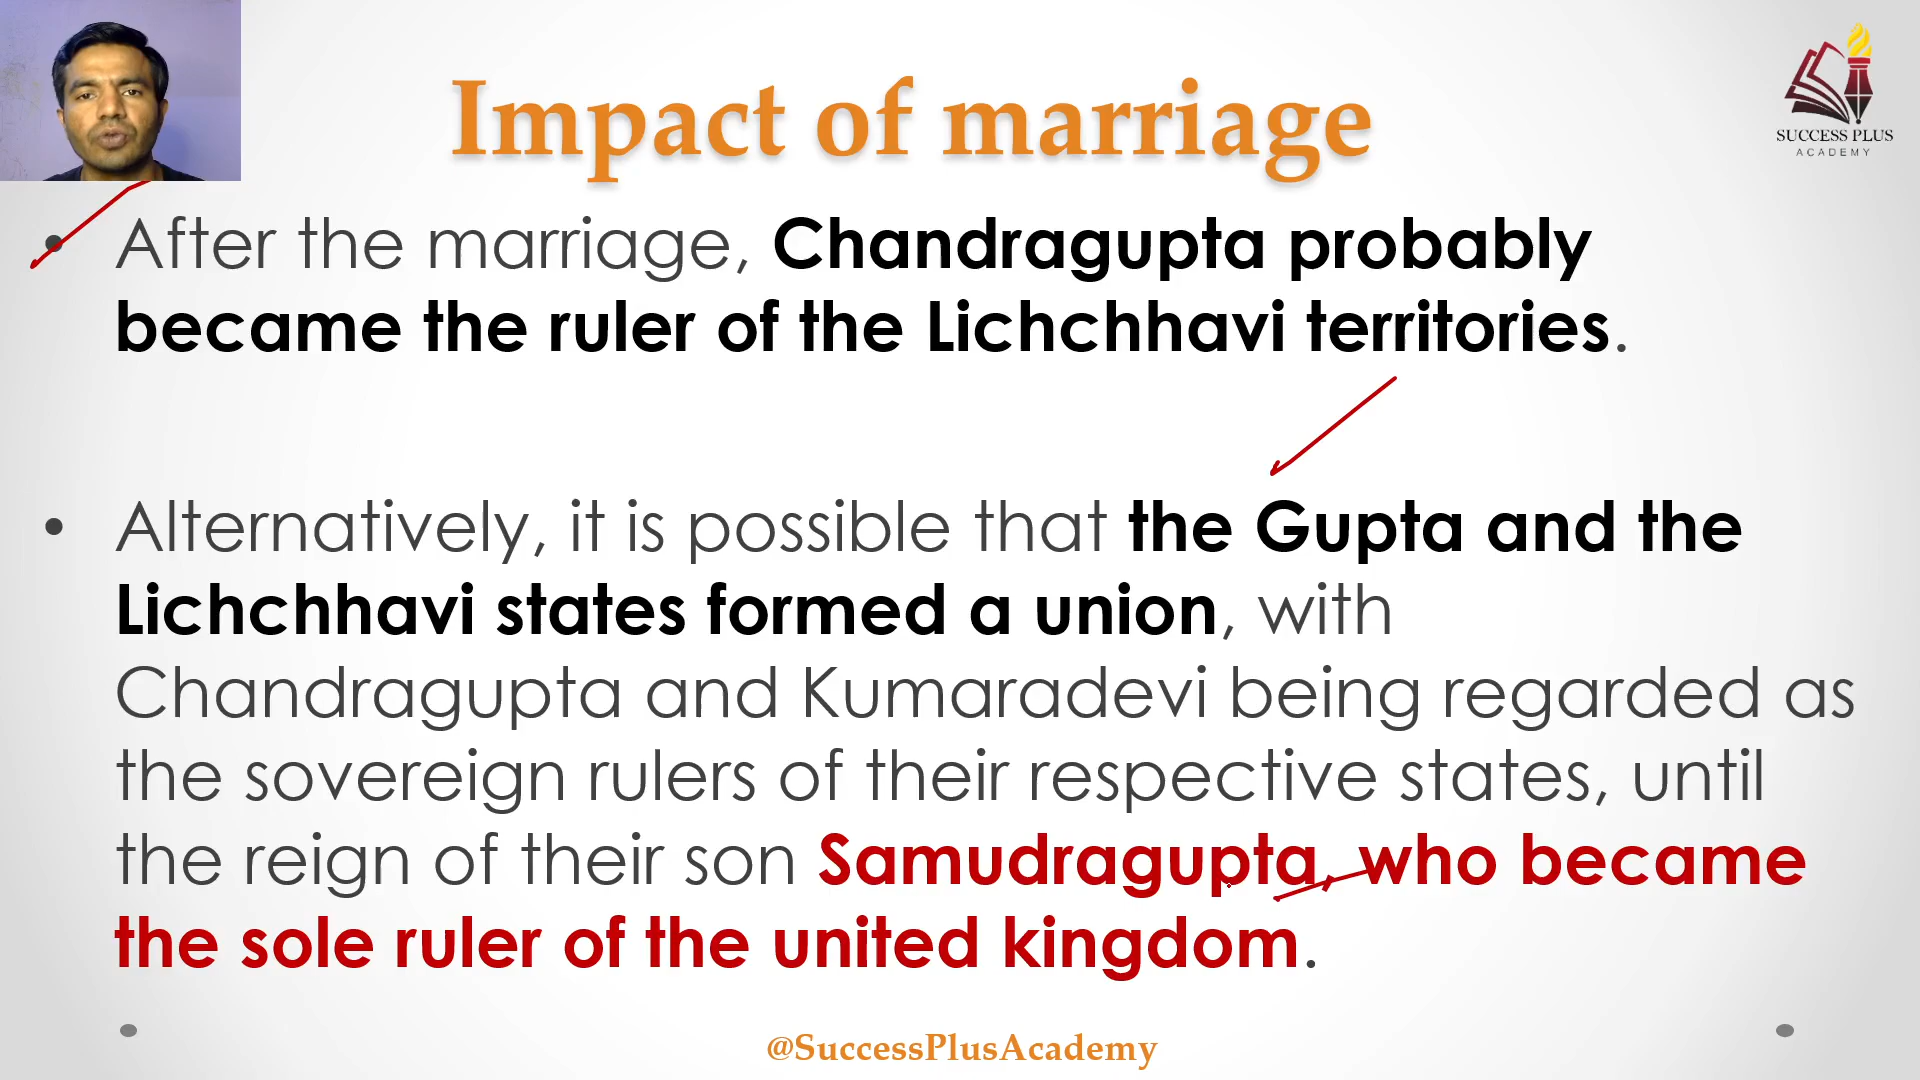 Impact of marriage
SUCCESS PLUS
ACADEMY
• After the marriage, Chandragupta probably
became the ruler of the Lichchhavi territories.
• Alternatively, it is possible that the Gupta and the
Lichchhavi states formed a union, with
Chandragupta and Kumaradevi being regarded as
the sovereign rulers of their respective states, until
the reign of their son Samudragupta, who became
the sole ruler of the united kingdom.
@SuccessPlusAcademy